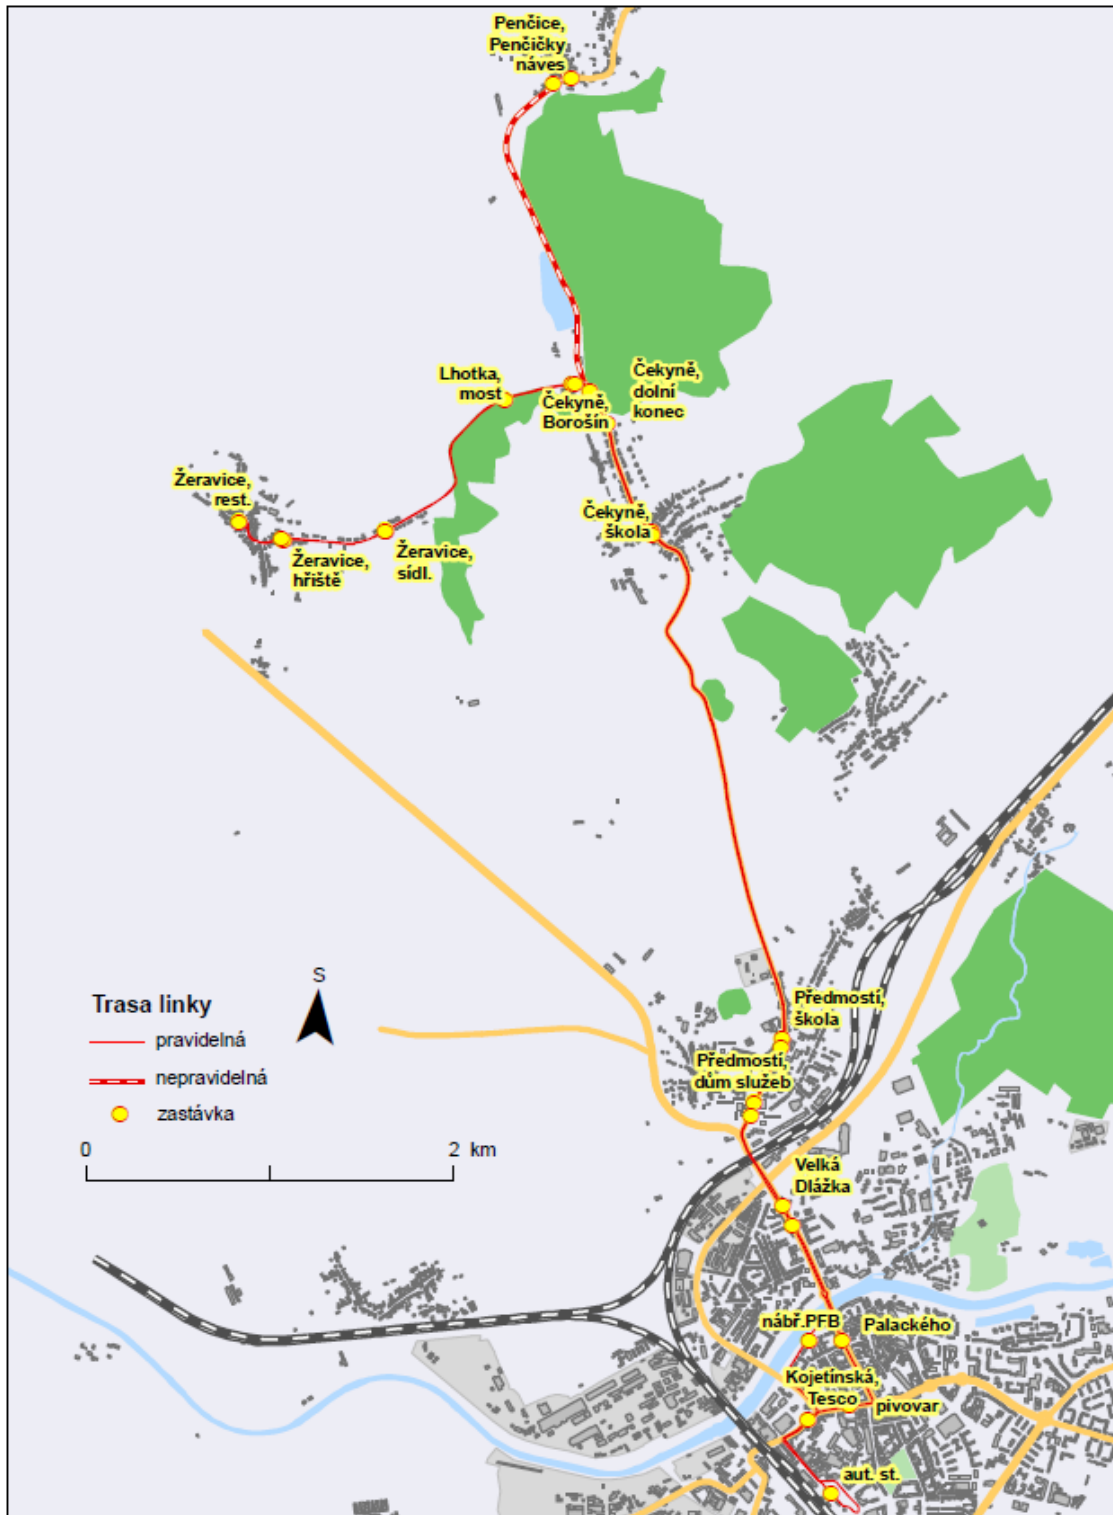 Penčice,
Penčičky
náves
Lhotka,
most
Čekyně,
Borošín
Čekyně,
dolní
konec
Žeravice,
rest.
Žeravice,
hřiště
Žeravice,
sídl.
Čekyně,
škola
Trasa linky
pravidelná
nepravidelná
zastávka
0 2 km
S
Předmostí,
škola
Předmostí,
dům služeb
Velká
Dlážka
nábř.PFB
Palackého
Kojetínská,
Tesco
pivovar
aut. st.